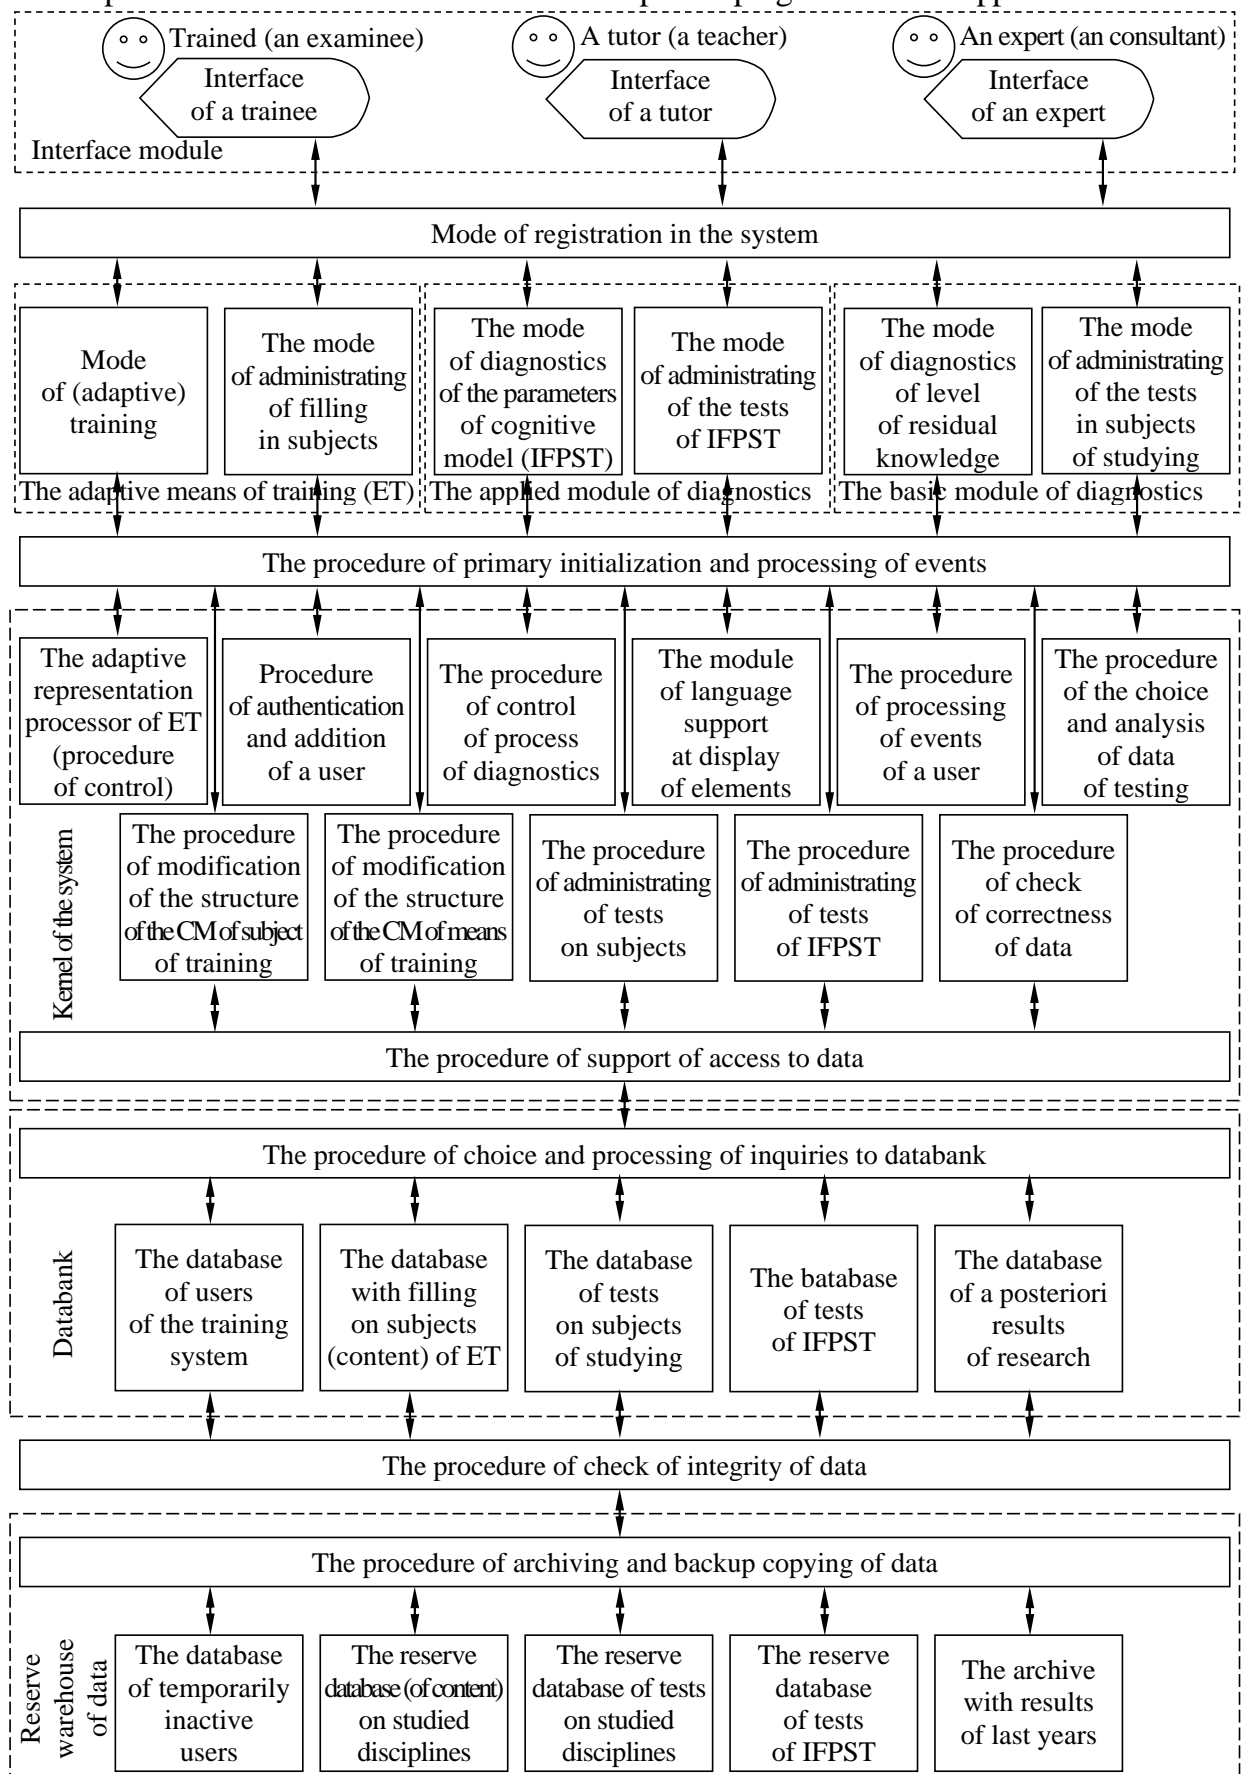 Trained (an examinee)
A tutor (a teacher)
An expert (an consultant)
Interface
of a trainee
Interface
of a tutor
Interface
of an expert
Interface module
Mode of registration in the system
Mode
of (adaptive)
training
The mode
of administrating
of filling
in subjects
The mode
of diagnostics
of the parameters
of cognitive
model (IFPST)
The mode
of administrating
of the tests
of IFPST
The mode
of diagnostics
of level
of residual
knowledge
The mode
of administrating
of the tests
in subjects
of studying
The adaptive means of training (ET)
The applied module of diagnostics
The basic module of diagnostics
The procedure of primary initialization and processing of events
The adaptive
representation
processor of ET
(procedure
of control)
Procedure
of authentication
and addition
of a user
The procedure
of control
of process
of diagnostics
The module
of language
support
at display
of elements
The procedure
of processing
of events
of a user
The procedure
of the choice
and analysis
of data
of testing
Kernel of the system
The procedure
of modification
of the structure
of the CM of subject
of training
The procedure
of modification
of the structure
of the CM of means
of training
The procedure
of administrating
of tests
on subjects
The procedure
of administrating
of tests
of IFPST
The procedure
of check
of correctness
of data
The procedure of support of access to data
The procedure of choice and processing of inquiries to databank
Databank
The database
of users
of the training
system
The database
with filling
on subjects
(content) of ET
The database
of tests
on subjects
of studying
The batabase
of tests
of IFPST
The database
of a posteriori
results
of research
The procedure of check of integrity of data
The procedure of archiving and backup copying of data
Reserve
warehouse
of data
The database
of temporarily
inactive
users
The reserve
database (of content)
on studied
disciplines
The reserve
database of tests
on studied
disciplines
The reserve
database
of tests
of IFPST
The archive
with results
of last years